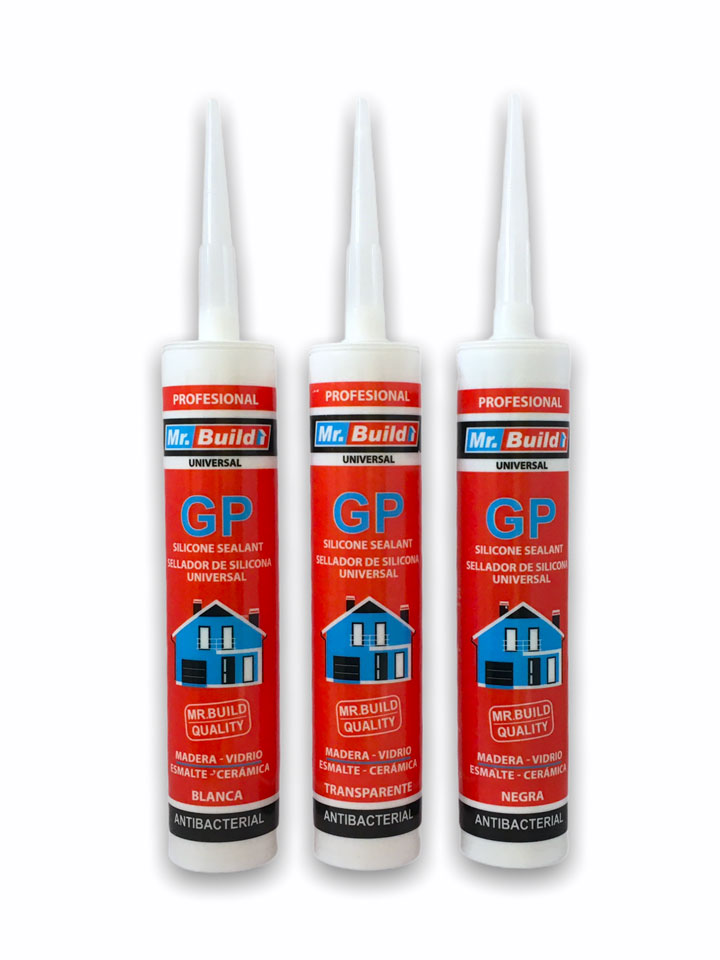 PROFESIONAL
Mr. Build
UNIVERSAL
GP
SILICONE SEALANT
SELLADOR DE SILICONA
UNIVERSAL
MR.BUILD
QUALITY
MADERA - VIDRIO
ESMALTE - CERÁMICA
BLANCA
ANTIBACTERIAL
PROFESIONAL
Mr. Build
UNIVERSAL
GP
SILICONE SEALANT
SELLADOR DE SILICONA
UNIVERSAL
MR.BUILD
QUALITY
MADERA - VIDRIO
ESMALTE - CERÁMICA
TRANSPARENTE
ANTIBACTERIAL
PROFESIONAL
Mr. Build
UNIVERSAL
GP
SILICONE SEALANT
SELLADOR DE SILICONA
UNIVERSAL
MR.BUILD
QUALITY
MADERA - VIDRIO
ESMALTE - CERÁMICA
NEGRA
ANTIBACTERIAL